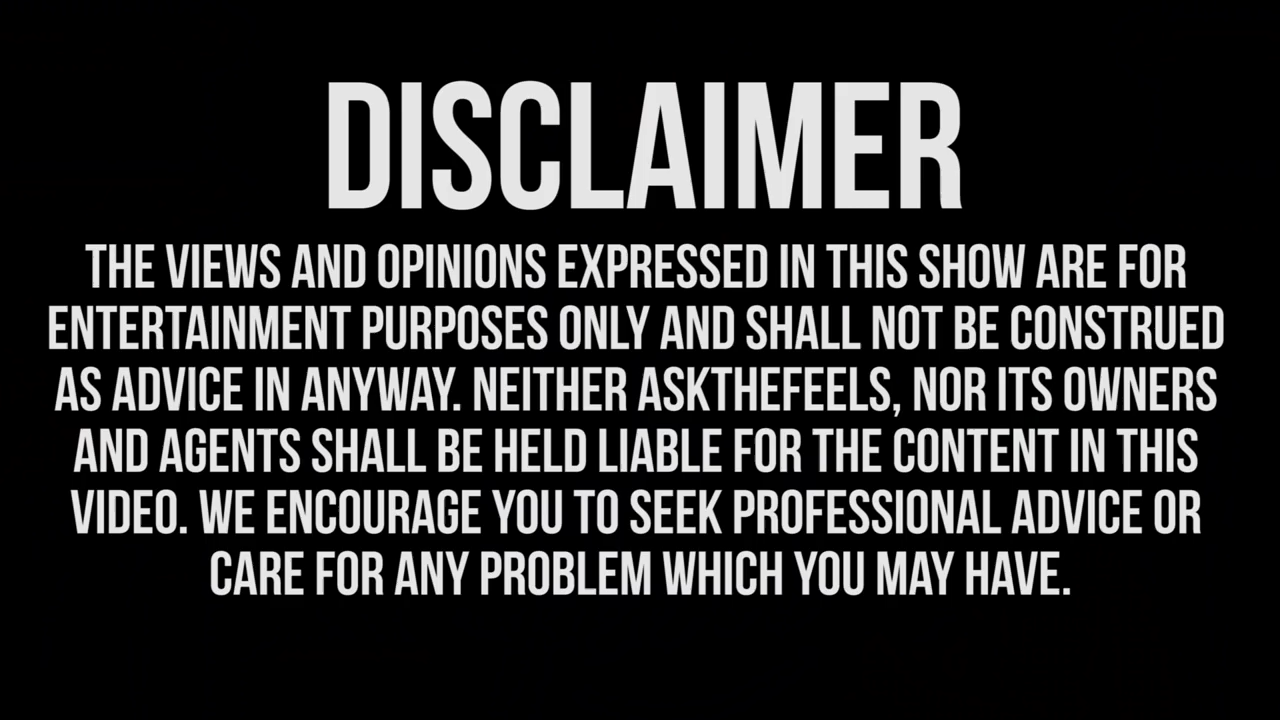 DISCLAIMER
THE VIEWS AND OPINIONS EXPRESSED IN THIS SHOW ARE FOR
ENTERTAINMENT PURPOSES ONLY AND SHALL NOT BE CONSTRUED
AS ADVICE IN ANYWAY. NEITHER ASKTHEFEELS, NOR ITS OWNERS
AND AGENTS SHALL BE HELD LIABLE FOR THE CONTENT IN THIS
VIDEO. WE ENCOURAGE YOU TO SEEK PROFESSIONAL ADVICE OR
CARE FOR ANY PROBLEM WHICH YOU MAY HAVE.